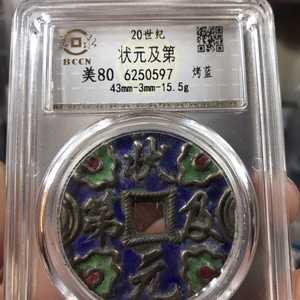 20世纪
状元及第
BCCN
美80 6250597 烤蓝
43mm-3mm-15.5g
状
第 及
元